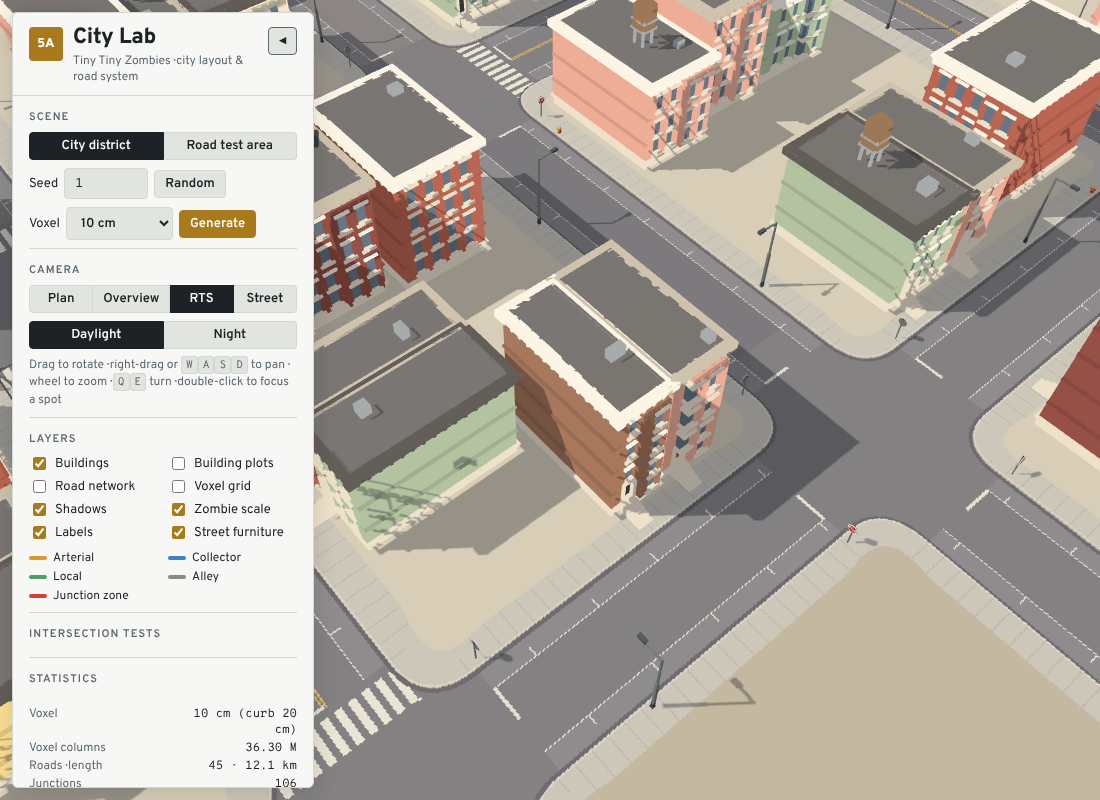 5A
City Lab
◄
Tiny Tiny Zombies · city layout &
road system
SCENE
City district
Road test area
Seed
1
Random
Voxel
10 cm
Generate
CAMERA
Plan
Overview
RTS
Street
Daylight
Night
Drag to rotate · right-drag or W A S D to pan ·
wheel to zoom · Q E turn · double-click to focus
a spot
LAYERS
Buildings
Building plots
Road network
Voxel grid
Shadows
Zombie scale
Labels
Street furniture
Arterial
Collector
Local
Alley
Junction zone
INTERSECTION TESTS
STATISTICS
Voxel 10 cm (curb 20
cm)
Voxel columns 36.30 M
Roads · length 45 · 12.1 km
Junctions 106